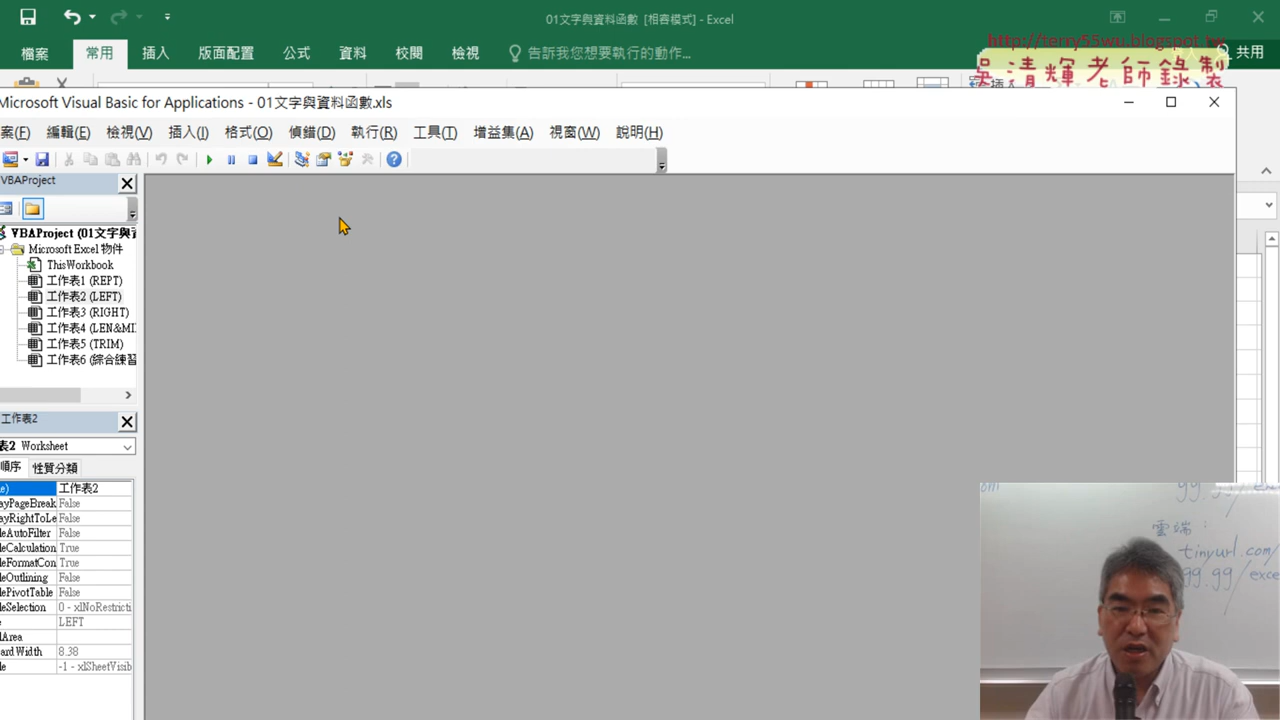 01文字與資料函數 [相容模式] - Excel
檔案 常用 插入 版面配置 公式 資料 校閱 檢視 告訴我您想要執行的動作... 共用
http://terry55wu.blogspot.tw
吳清輝老師錄製
插入
Microsoft Visual Basic for Applications - 01文字與資料函數.xls
案(F) 編輯(E) 檢視(V) 插入(I) 格式(O) 偵錯(D) 執行(R) 工具(T) 增益集(A) 視窗(W) 說明(H)
VBAProject
VBAProject (01文字與
Microsoft Excel 物件
ThisWorkbook
工作表1 (REPT)
工作表2 (LEFT)
工作表3 (RIGHT)
工作表4 (LEN&MI
工作表5 (TRIM)
工作表6 (綜合練習
工作表2
表2 Worksheet
順序 性質分類
e) 工作表2
ayPageBreak False
ayRightToLe False
leAutoFilter False
leCalculation True
leFormatCon True
leOutlining False
lePivotTable False
leSelection 0 - xlNoRestricti
e LEFT
llArea
ard Width 8.38
le -1 - xlSheetVisib
om
gg.gg/exce
雲端:
tinyurl.com/
gg.gg/exce